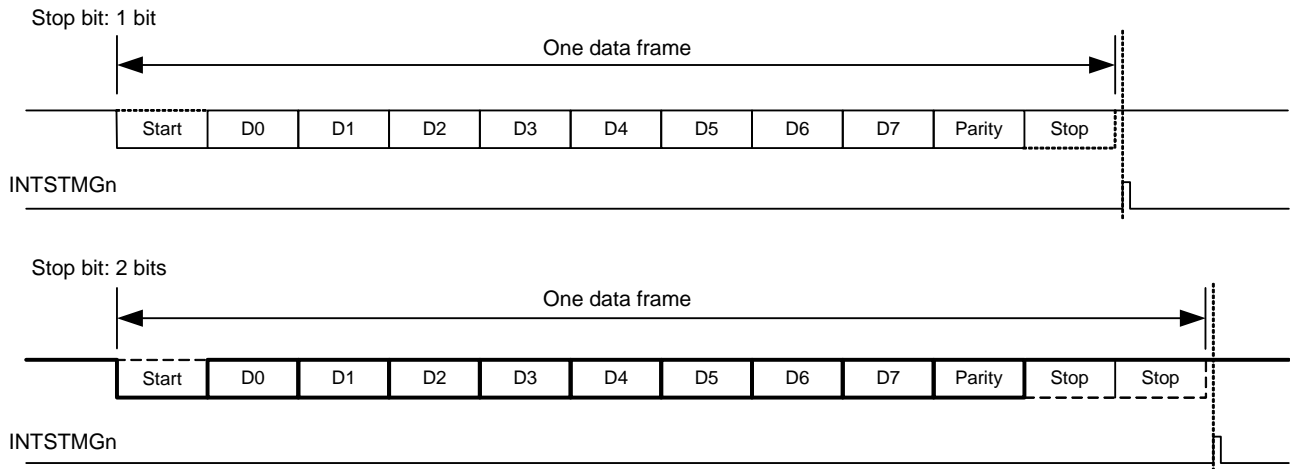 Stop bit: 1 bit
One data frame
Start D0 D1 D2 D3 D4 D5 D6 D7 Parity Stop
INTSTMGn
Stop bit: 2 bits
One data frame
Start D0 D1 D2 D3 D4 D5 D6 D7 Parity Stop Stop
INTSTMGn